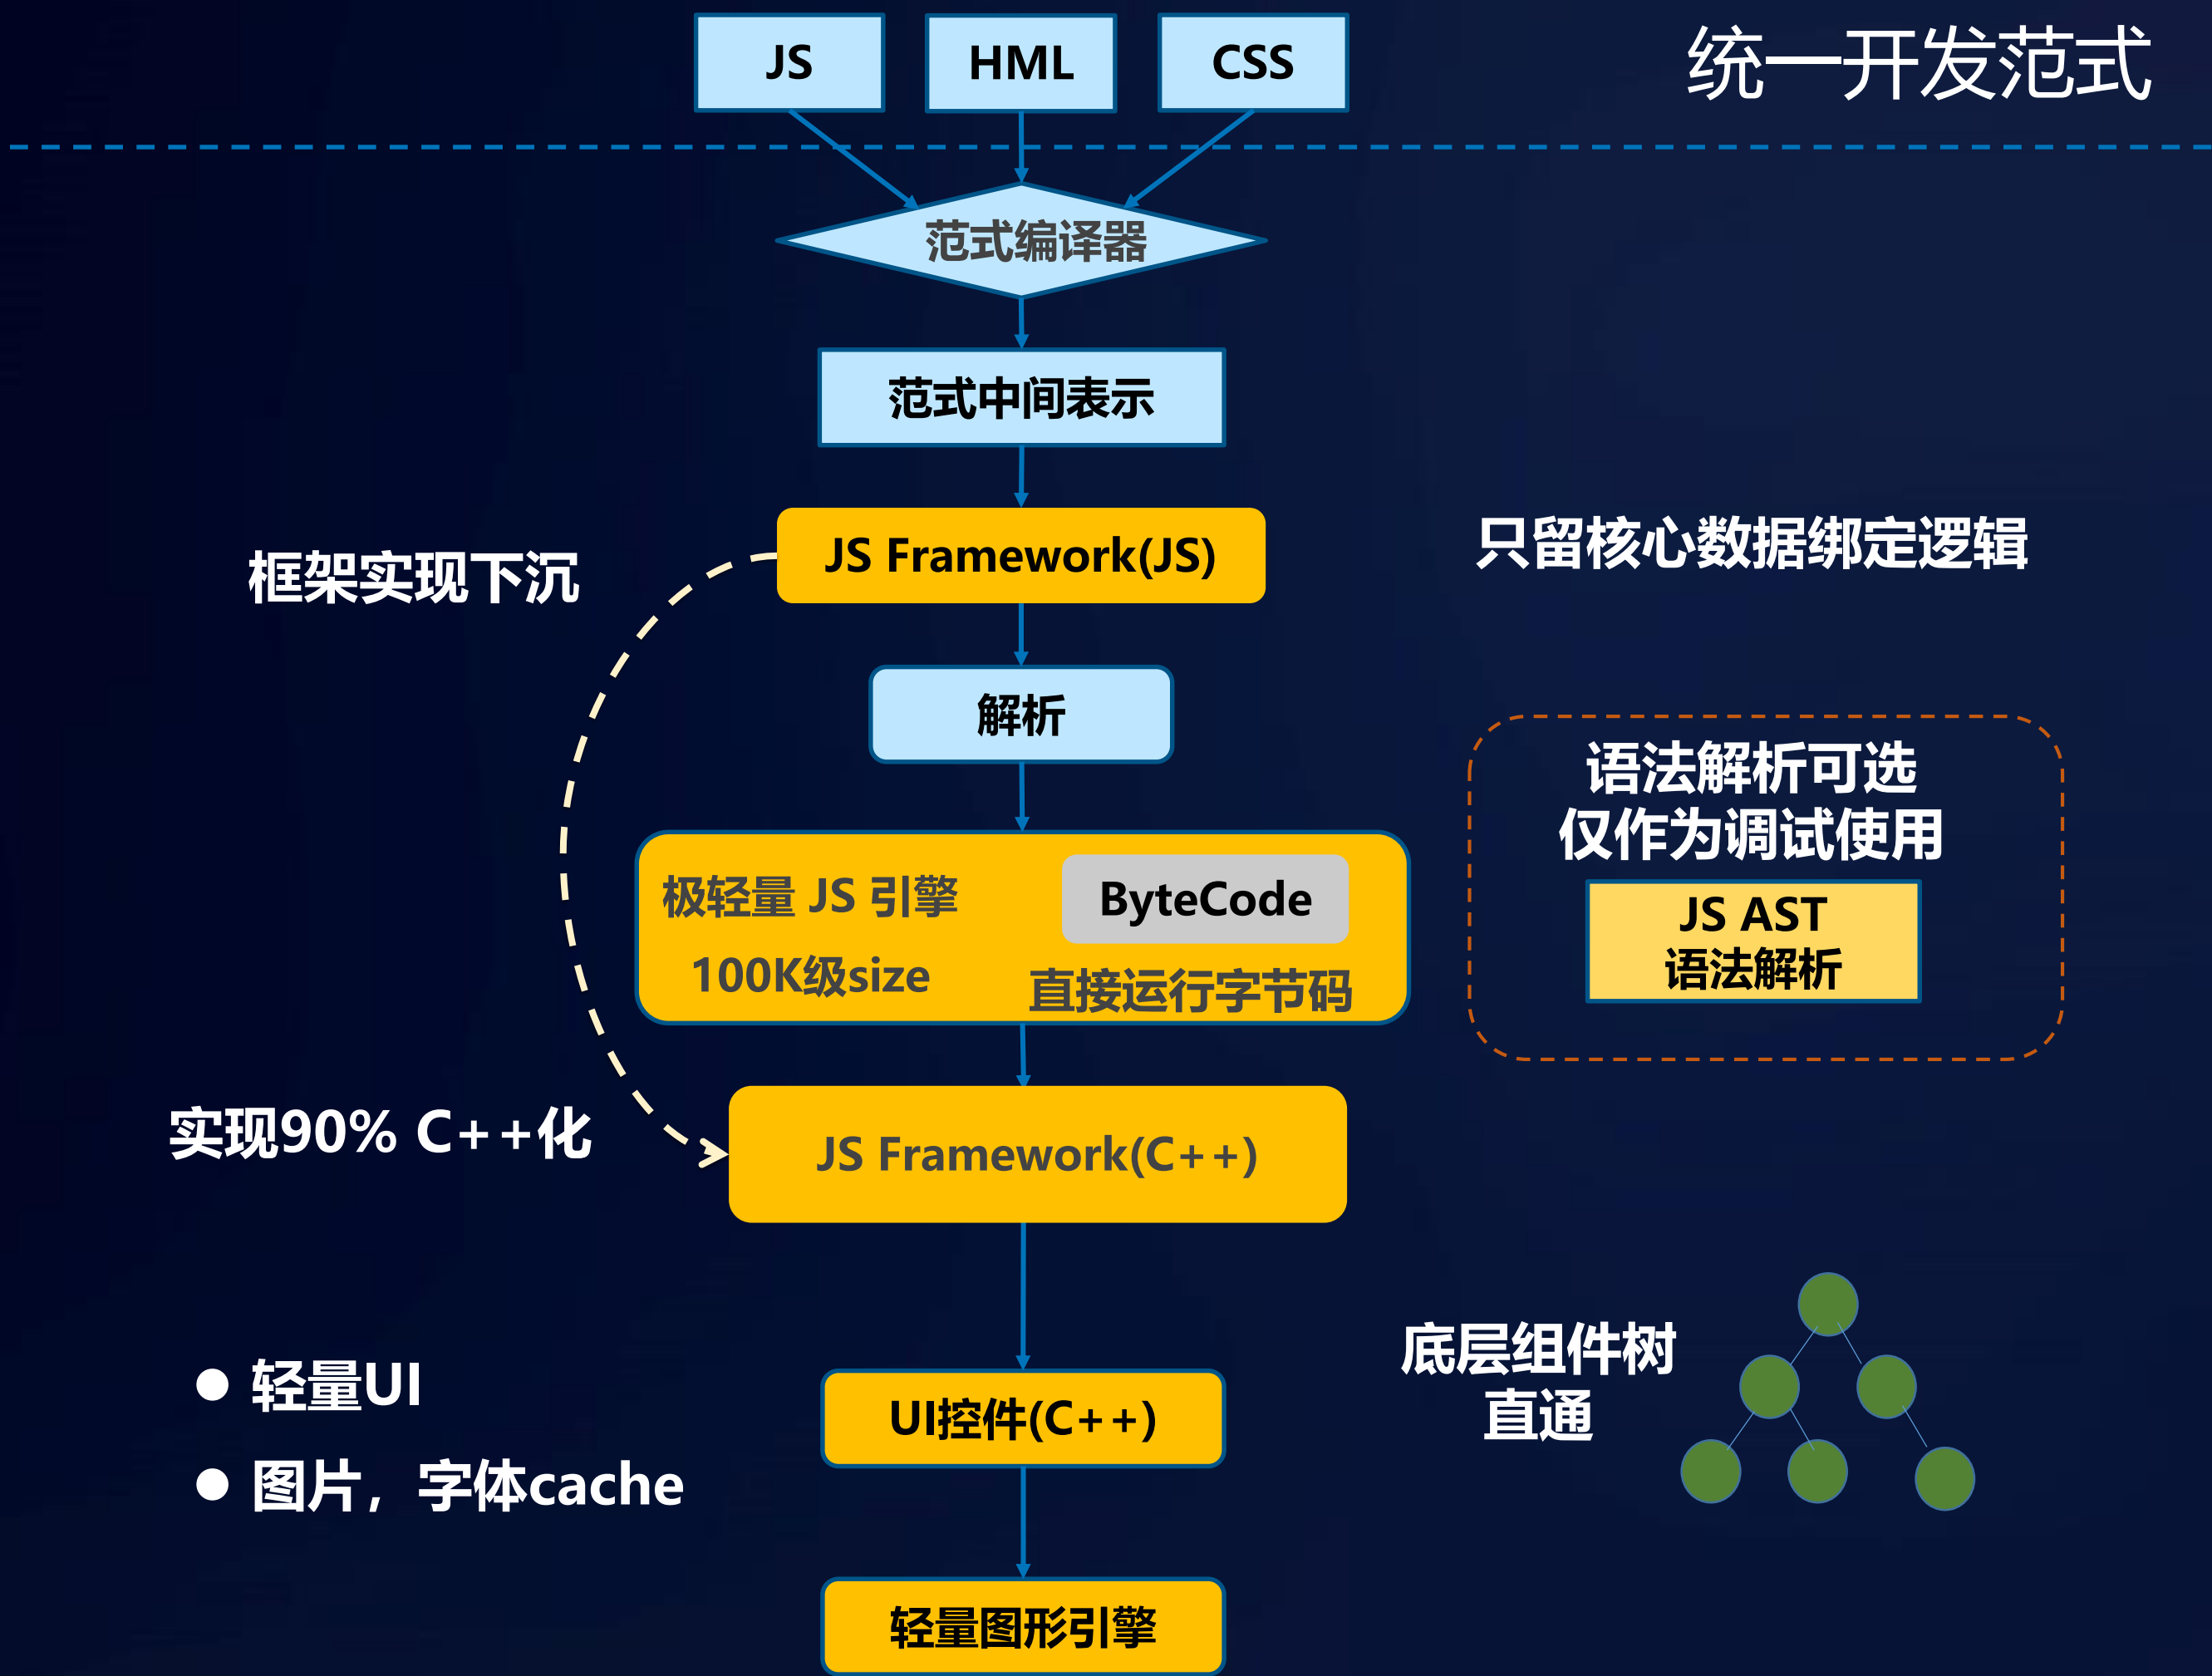 JS
HML
CSS
统一开发范式
范式编译器
范式中间表示
JS Framework(JS)
框架实现下沉
只留核心数据绑定逻辑
解析
语法解析可选
仅作为调试使用
JS AST
语法解析
极轻量 JS 引擎
100K级size
ByteCode
直接运行字节码
实现90% C++化
JS Framework(C++)
底层组件树
直通
● 轻量UI
● 图片，字体cache
UI控件(C++)
轻量图形引擎